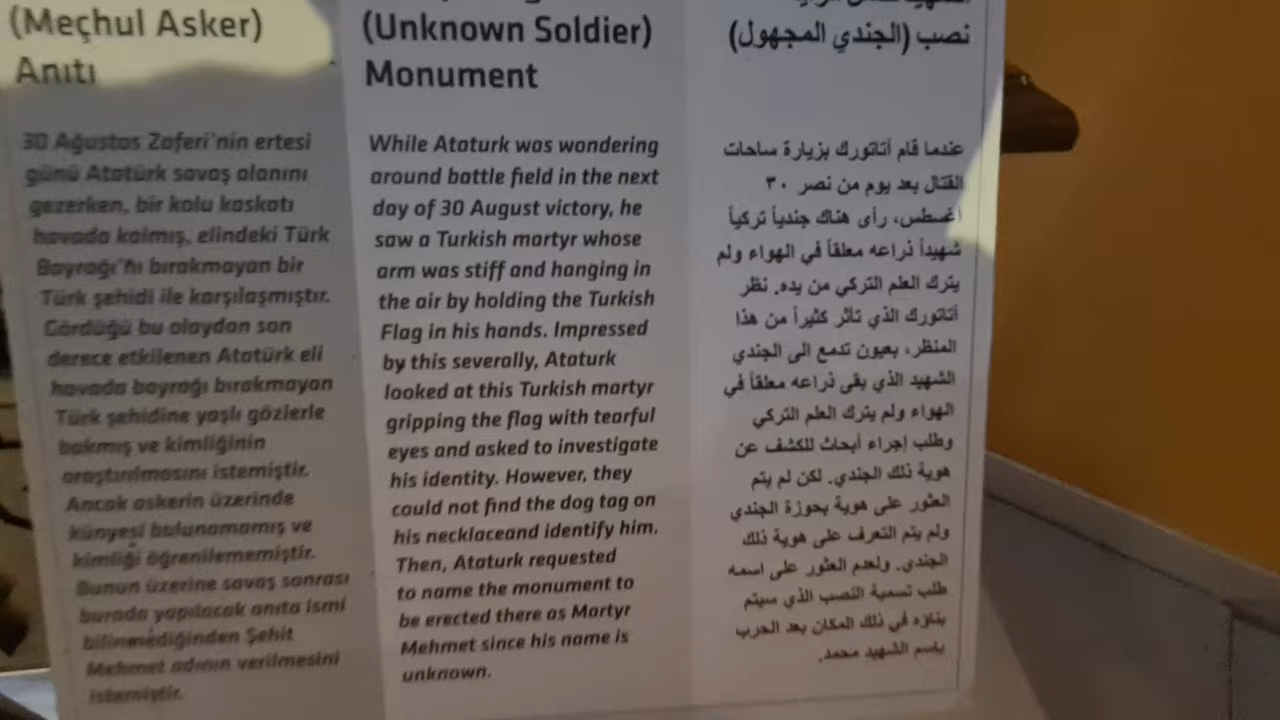 (Meçhul Asker)
Anıtı
30 Ağustos Zaferi'nin ertesi
günü Atatürk savaş alanını
gezerken, bir kolu kaskatı
havada kalmış, elindeki Türk
Bayrağı'nı bırakmayan bir
Türk şehidi ile karşılaşmıştır.
Gördüğü bu olaydan son
derece etkilenen Atatürk eli
havada bayrağı bırakmayan
Türk şehidine yaşlı gözlerle
bakmış ve kimliğinin
araştırılmasını istemiştir.
Ancak askerin üzerinde
künyesi bulunamamış ve
kimliği öğrenilememiştir.
Bunun üzerine savaş sonrası
burada yapılacak anıta ismi
bilinmediğinden Şehit
Mehmet adının verilmesini
istemiştir.
(Unknown Soldier)
Monument
While Ataturk was wondering
around battle field in the next
day of 30 August victory, he
saw a Turkish martyr whose
arm was stiff and hanging in
the air by holding the Turkish
Flag in his hands. Impressed
by this severally, Ataturk
looked at this Turkish martyr
gripping the flag with tearful
eyes and asked to investigate
his identity. However, they
could not find the dog tag on
his necklaceand identify him.
Then, Ataturk requested
to name the monument to
be erected there as Martyr
Mehmet since his name is
unknown.
نصب (الجندي المجهول)
عندما قام أتاتورك بزيارة ساحات
القتال بعد يوم من نصر ٣٠
أغسطس، رأى هناك جندياً تركياً
شهيداً ذراعه معلقاً في الهواء ولم
يترك العلم التركي من يده. نظر
أتاتورك الذي تأثر كثيراً من هذا
المنظر، بعيون تدمع الى الجندي
الشهيد الذي بقى ذراعه معلقاً في
الهواء ولم يترك العلم التركي
وطلب إجراء أبحاث للكشف عن
هوية ذلك الجندي. لكن لم يتم
العثور على هوية بحوزة الجندي
ولم يتم التعرف على هوية ذلك
الجندي. ولعدم العثور على اسمه
طلب تسمية النصب الذي سيتم
بناؤه في ذلك المكان بعد الحرب
باسم الشهيد محمد.